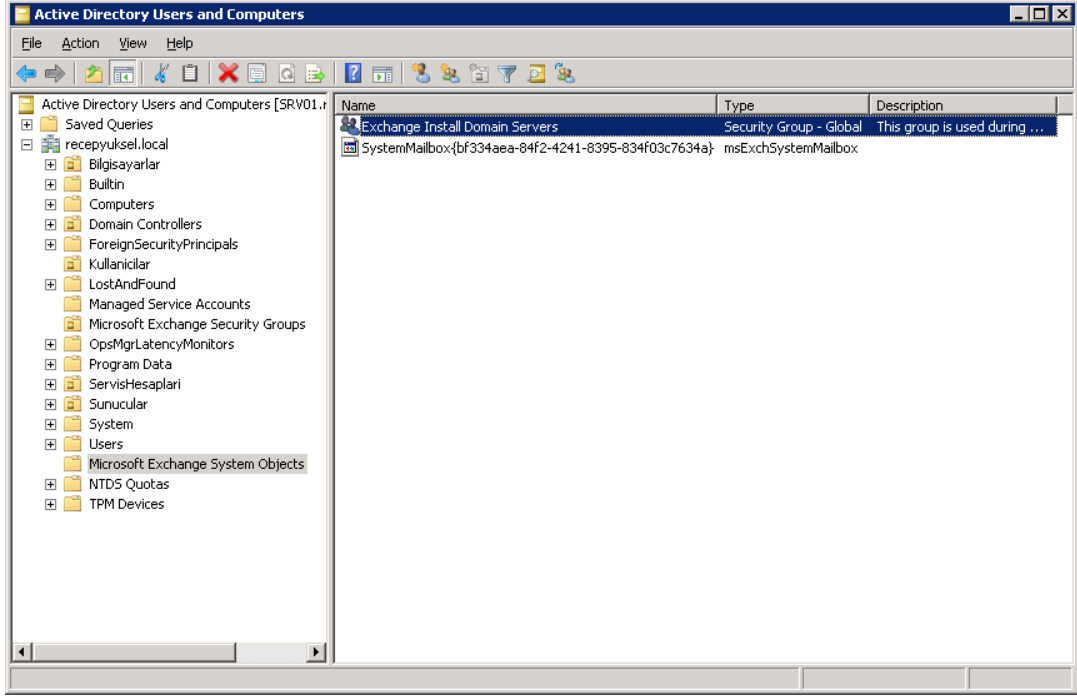 Active Directory Users and Computers
File Action View Help
Active Directory Users and Computers [SRV01.r
Saved Queries
recepyuksel.local
Bilgisayarlar
Builtin
Computers
Domain Controllers
ForeignSecurityPrincipals
Kullanicilar
LostAndFound
Managed Service Accounts
Microsoft Exchange Security Groups
OpsMgrLatencyMonitors
Program Data
ServisHesaplari
Sunucular
System
Users
Microsoft Exchange System Objects
NTDS Quotas
TPM Devices
Name Type Description
Exchange Install Domain Servers Security Group - Global This group is used during ...
SystemMailbox{bf334aea-84f2-4241-8395-834f03c7634a} msExchSystemMailbox